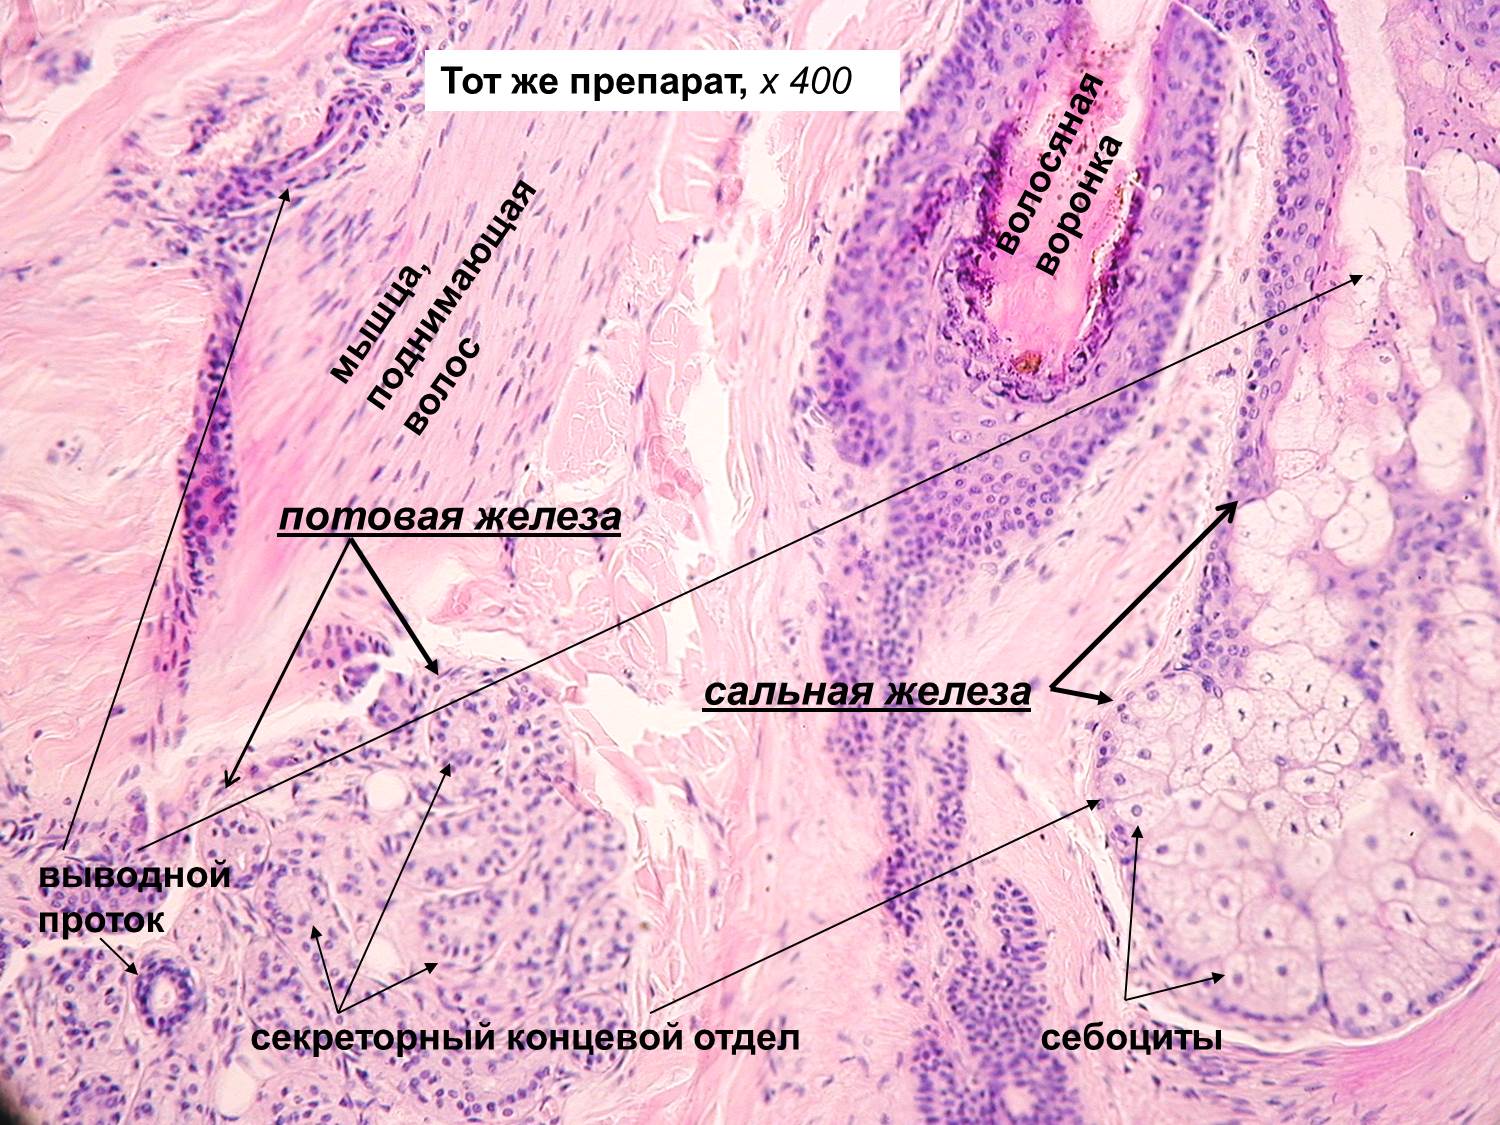 Тот же препарат, х 400
волосяная
воронка
мышца,
поднимающая
волос
потовая железа
сальная железа
выводной
проток
секреторный концевой отдел
себоциты